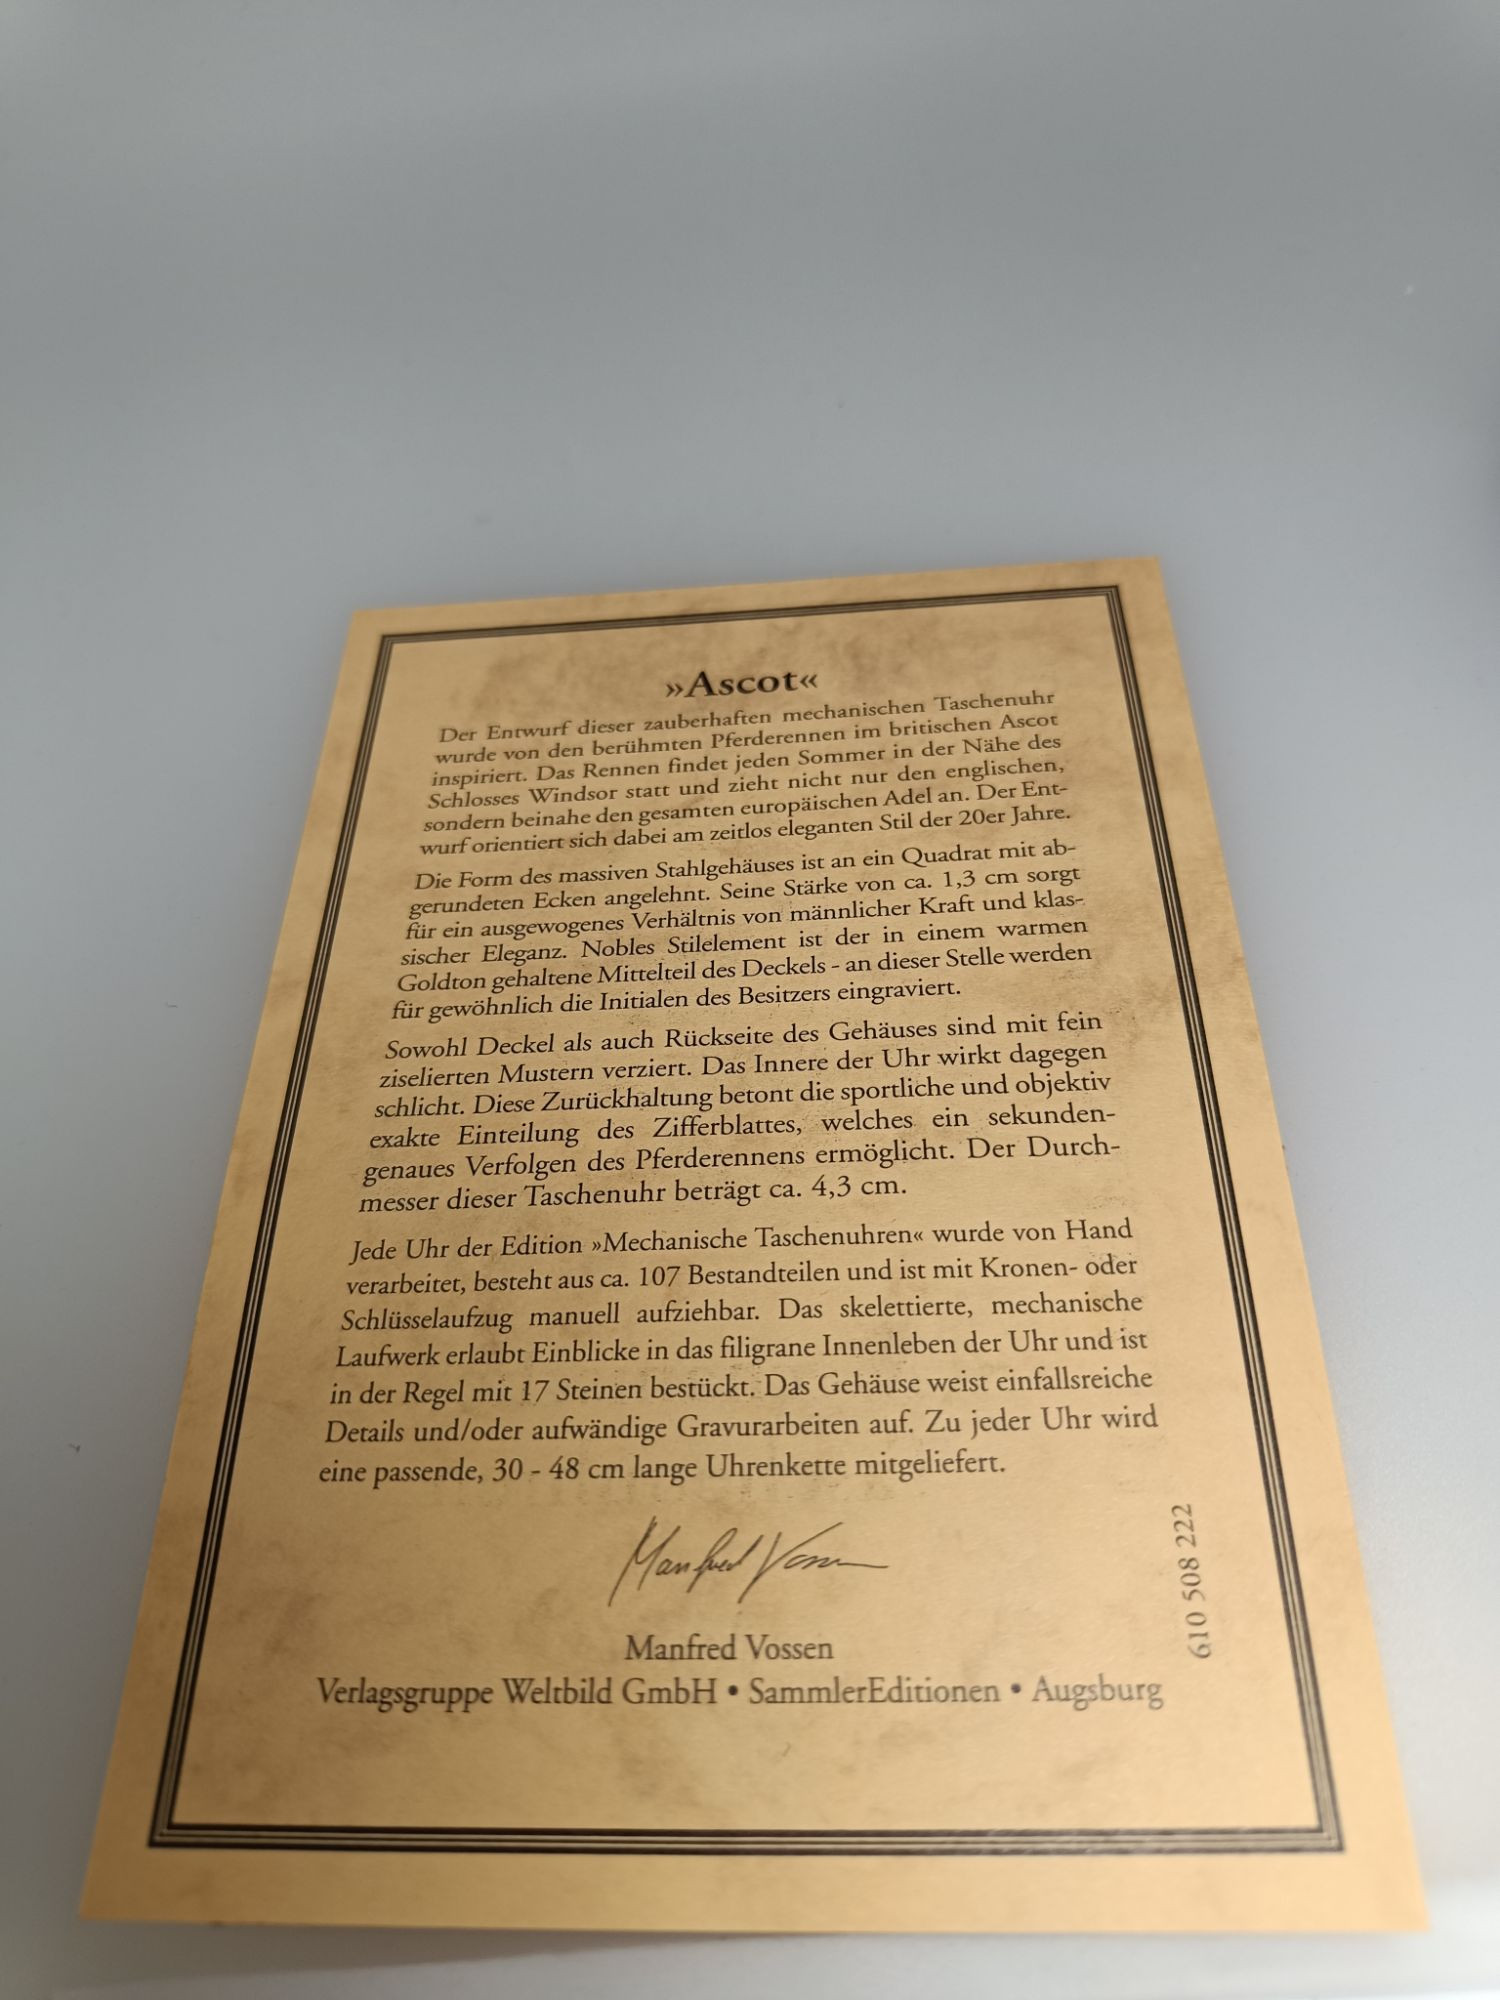 »Ascot«
Der Entwurf dieser zauberhaften mechanischen Taschenuhr
wurde von den berühmten Pferderennen im britischen Ascot
inspiriert. Das Rennen findet jeden Sommer in der Nähe des
Schlosses Windsor statt und zieht nicht nur den englischen,
sondern beinahe den gesamten europäischen Adel an. Der Ent-
wurf orientiert sich dabei am zeitlos eleganten Stil der 20er Jahre.
Die Form des massiven Stahlgehäuses ist an ein Quadrat mit ab-
gerundeten Ecken angelehnt. Seine Stärke von ca. 1,3 cm sorgt
für ein ausgewogenes Verhältnis von männlicher Kraft und klas-
sischer Eleganz. Nobles Stilelement ist der in einem warmen
Goldton gehaltene Mittelteil des Deckels - an dieser Stelle werden
für gewöhnlich die Initialen des Besitzers eingraviert.
Sowohl Deckel als auch Rückseite des Gehäuses sind mit fein
ziselierten Mustern verziert. Das Innere der Uhr wirkt dagegen
schlicht. Diese Zurückhaltung betont die sportliche und objektiv
exakte Einteilung des Zifferblattes, welches ein sekunden-
genaues Verfolgen des Pferderennens ermöglicht. Der Durch-
messer dieser Taschenuhr beträgt ca. 4,3 cm.
Jede Uhr der Edition »Mechanische Taschenuhren« wurde von Hand
verarbeitet, besteht aus ca. 107 Bestandteilen und ist mit Kronen- oder
Schlüsselaufzug manuell aufziehbar. Das skelettierte, mechanische
Laufwerk erlaubt Einblicke in das filigrane Innenleben der Uhr und ist
in der Regel mit 17 Steinen bestückt. Das Gehäuse weist einfallsreiche
Details und/oder aufwändige Gravurarbeiten auf. Zu jeder Uhr wird
eine passende, 30 - 48 cm lange Uhrenkette mitgeliefert.
Manfred Vossen
Manfred Vossen
Verlagsgruppe Weltbild GmbH • SammlerEditionen • Augsburg
610 508 222